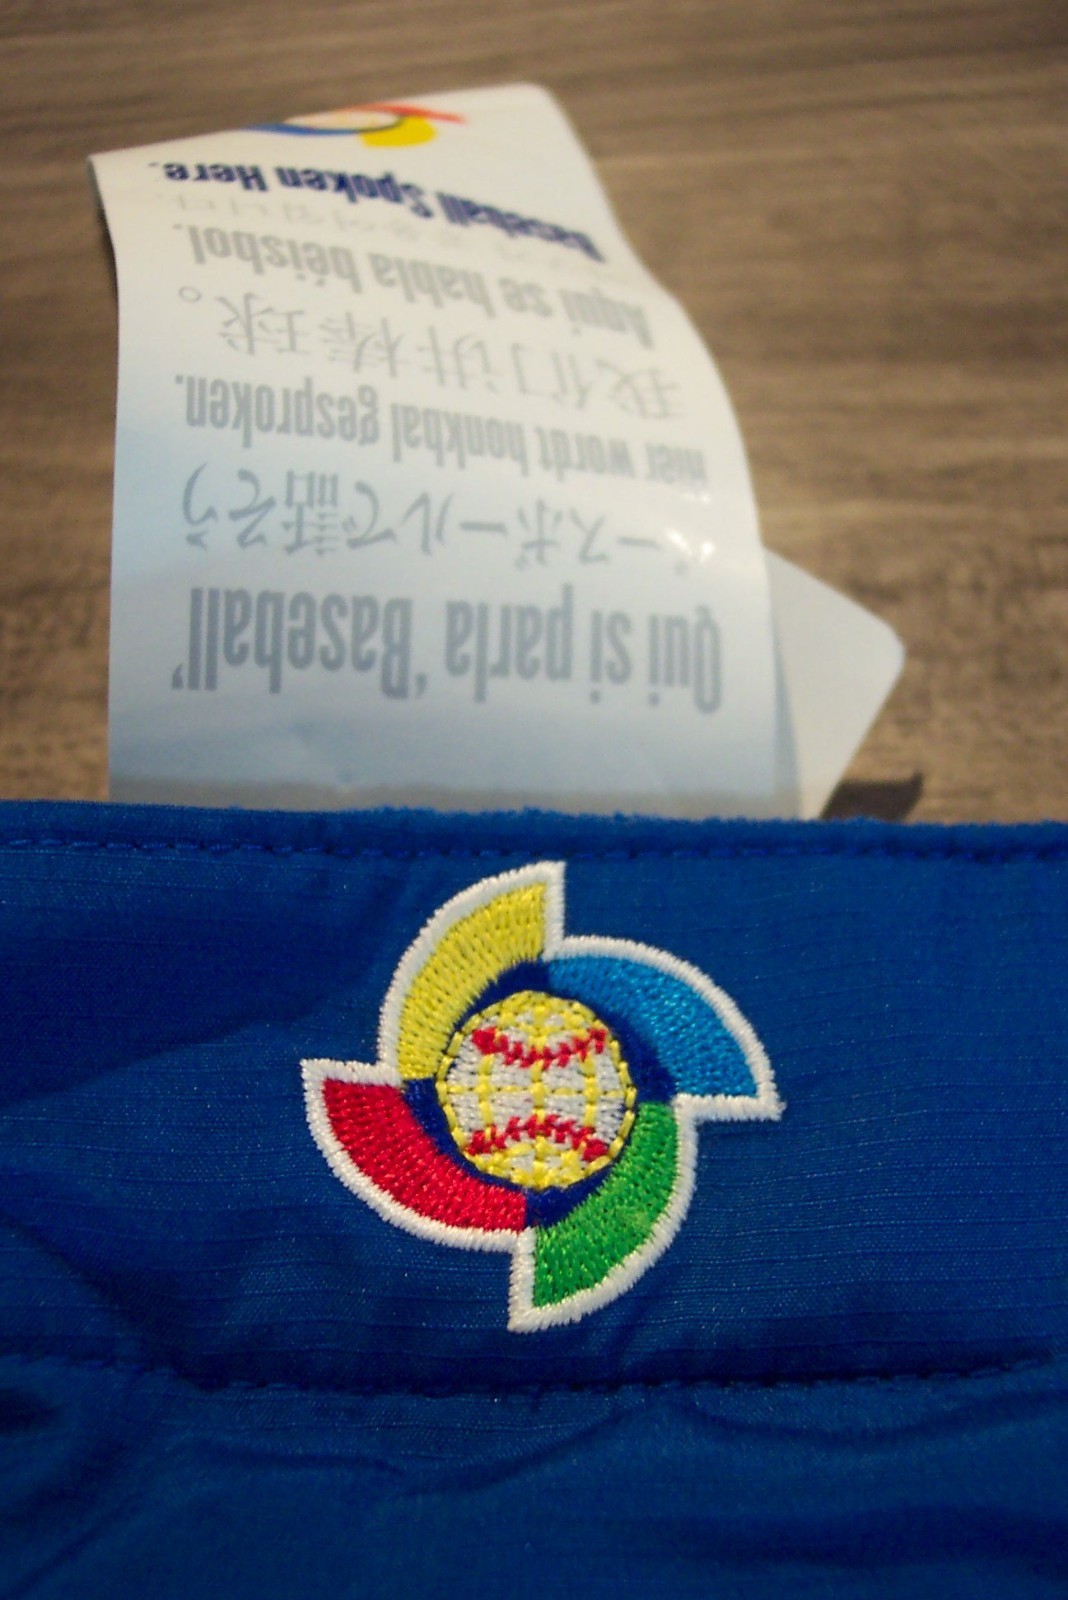 Baseball Spoken Here.
Aquí se habla béisbol.
我们讲棒球。
Hier wordt honkbal gesproken.
ースボールで話そう
Qui si parla 'Baseball'